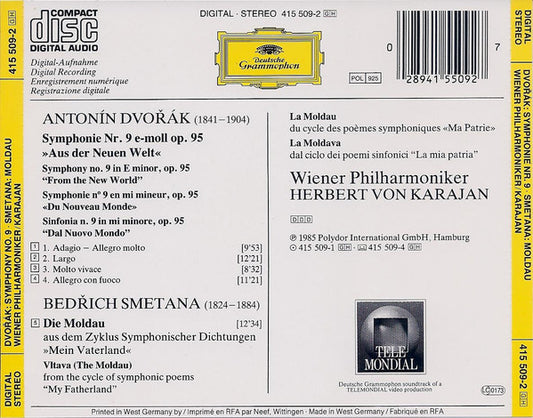 COMPACT
disc
DIGITAL AUDIO
DIGITAL · STEREO 415 509-2 GH
Deutsche
Grammophon
POL 925
0 28941 55092 7
Digital-Aufnahme
Digital Recording
Enregistrement numérique
Registrazione digitale
ANTONÍN DVOŘÁK (1841–1904)
Symphonie Nr. 9 e-moll op. 95
»Aus der Neuen Welt«
Symphony no. 9 in E minor, op. 95
“From the New World”
Symphonie nº 9 en mi mineur, op. 95
«Du Nouveau Monde»
Sinfonia n. 9 in mi minore, op. 95
“Dal Nuovo Mondo”
1 1. Adagio – Allegro molto [9'53]
2 2. Largo [12'21]
3 3. Molto vivace [8'32]
4 4. Allegro con fuoco [11'21]
BEDŘICH SMETANA (1824–1884)
5 Die Moldau [12'34]
aus dem Zyklus Symphonischer Dichtungen
»Mein Vaterland«
Vltava (The Moldau)
from the cycle of symphonic poems
“My Fatherland”
La Moldau
du cycle des poèmes symphoniques «Ma Patrie»
La Moldava
dal ciclo dei poemi sinfonici “La mia patria”
Wiener Philharmoniker
HERBERT VON KARAJAN
DDD
℗ 1985 Polydor International GmbH, Hamburg
415 509-1 GH 415 509-4 GH
TELE
MONDIAL
Deutsche Grammophon soundtrack of a
TELEMONDIAL video production
LC 0173
Printed in West Germany by / Imprimé en RFA par Neef, Wittingen · Made in West Germany / Fabriqué en RFA
DIGITAL
STEREO
DVOŘÁK: SYMPHONY NO. 9 · SMETANA: MOLDAU
WIENER PHILHARMONIKER/KARAJAN
415 509-2 GH
DIGITAL
STEREO
DVOŘÁK: SYMPHONIE NR. 9 · SMETANA: MOLDAU
WIENER PHILHARMONIKER/KARAJAN
415 509-2 GH